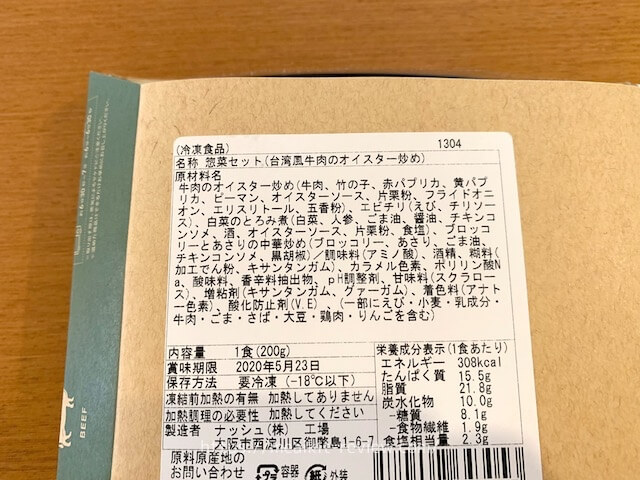 (冷凍食品)
1304
名称 惣菜セット(台湾風牛肉のオイスター炒め)
原材料名
牛肉のオイスター炒め(牛肉、竹の子、赤パプリカ、黄パプ
リカ、ピーマン、オイスターソース、片栗粉、フライドオニ
オン、エリスリトール、五香粉)、エビチリ(えび、チリソー
ス)、白菜のとろみ煮(白菜、人参、ごま油、醤油、チキンコ
ンソメ、酒、オイスターソース、片栗粉、食塩)、ブロッコ
リーとあさりの中華炒め(ブロッコリー、あさり、ごま油、
チキンコンソメ、黒胡椒)／調味料(アミノ酸)、酒精、糊料(
加工でん粉、キサンタンガム)、カラメル色素、ポリリン酸N
a、酸味料、香辛料抽出物、pH調整剤、甘味料(スクラロー
ス)、増粘剤(キサンタンガム、グァーガム)、着色料(アナト
ー色素)、酸化防止剤(V.E)、(一部にえび・小麦・乳成分・
牛肉・ごま・さば・大豆・鶏肉・りんごを含む)
内容量 1食(200g)
賞味期限 2020年5月23日
保存方法 要冷凍(-18℃以下)
凍結前加熱の有無 加熱してありません
加熱調理の必要性 加熱してください
製造者 ナッシュ(株) 工場
大阪市西淀川区御幣島1-6-7
原料原産地の
お問い合わせ
プラ 容器
紙 外装
栄養成分表示(1食あたり)
エネルギー 308kcal
たんぱく質 15.5g
脂質 21.8g
炭水化物 10.0g
-糖質 8.1g
-食物繊維 1.9g
食塩相当量 2.3g
BEEF